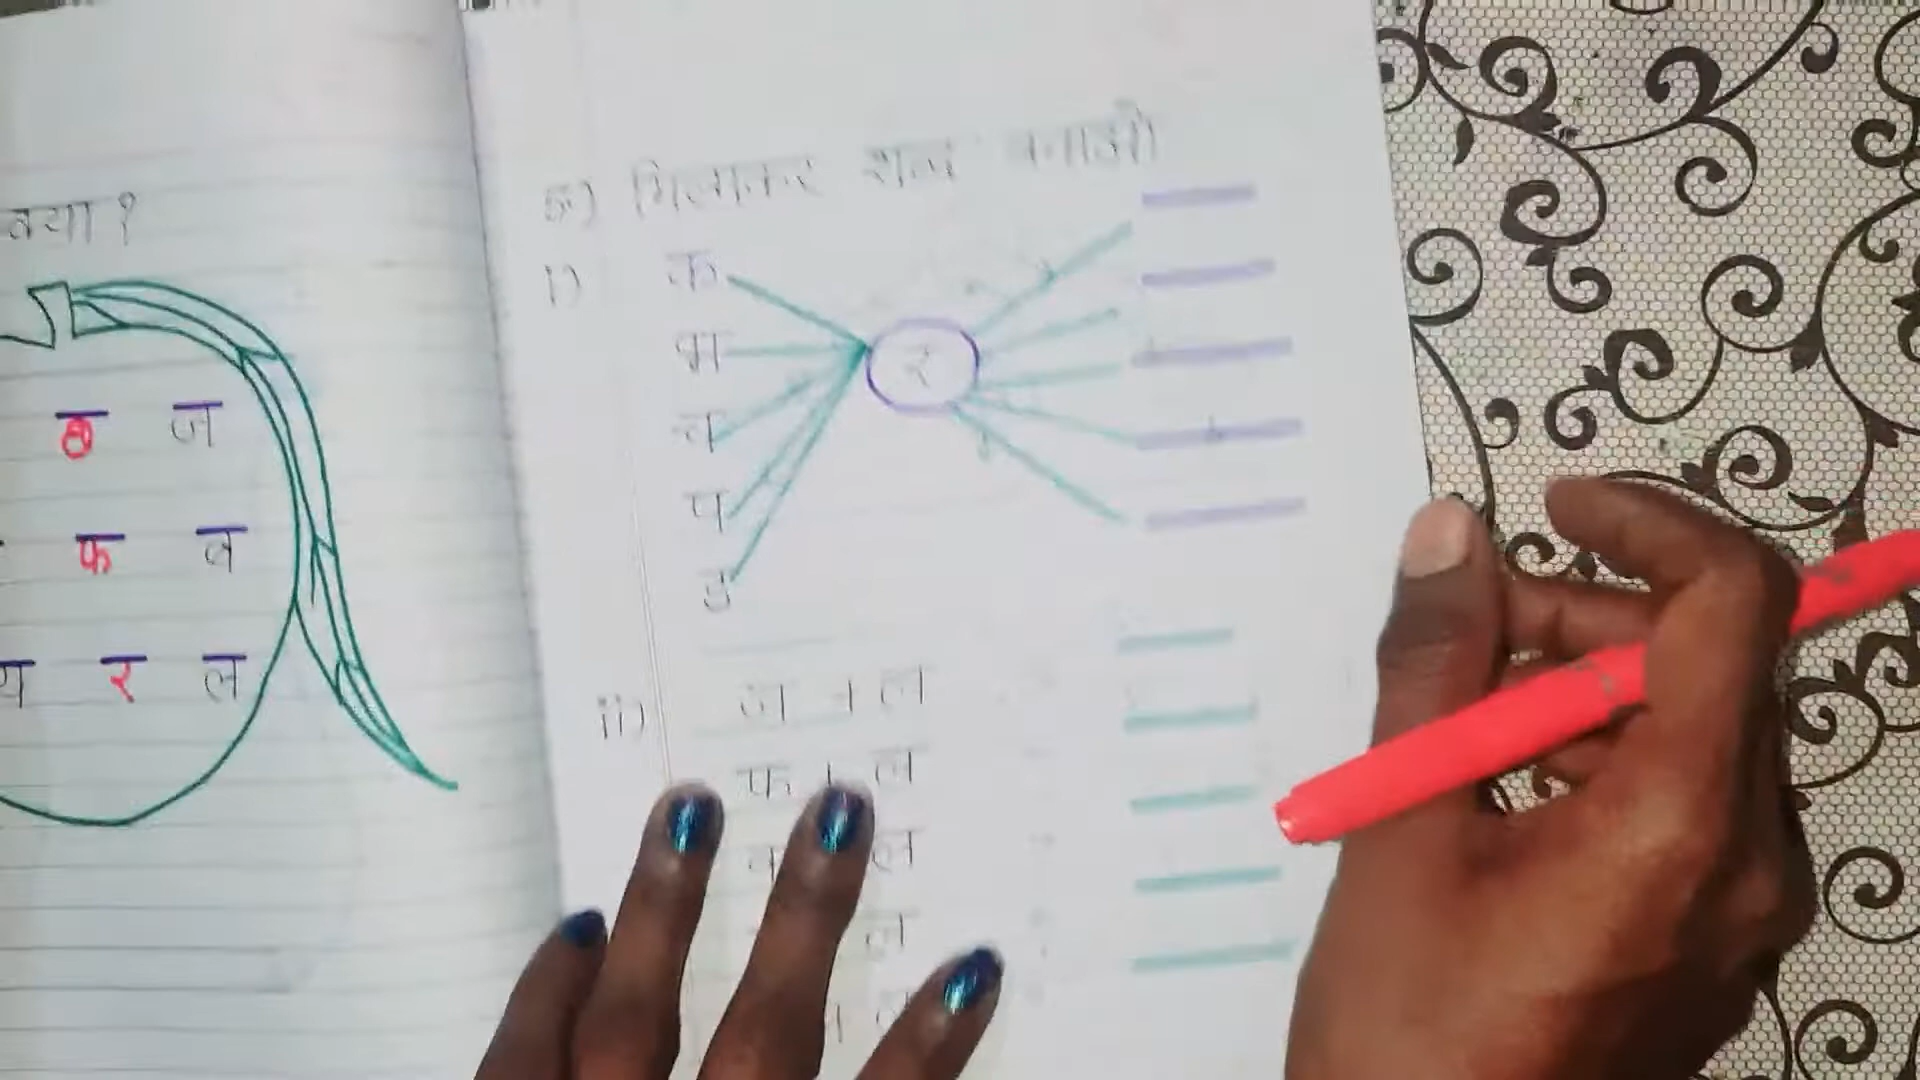 क्या ?
छ ज
फ ब
य र ल
मिलाकर शब्द बनाओ
i) क
च
प
ड
र
ii) ज + ल
फ + ल
ल
ल